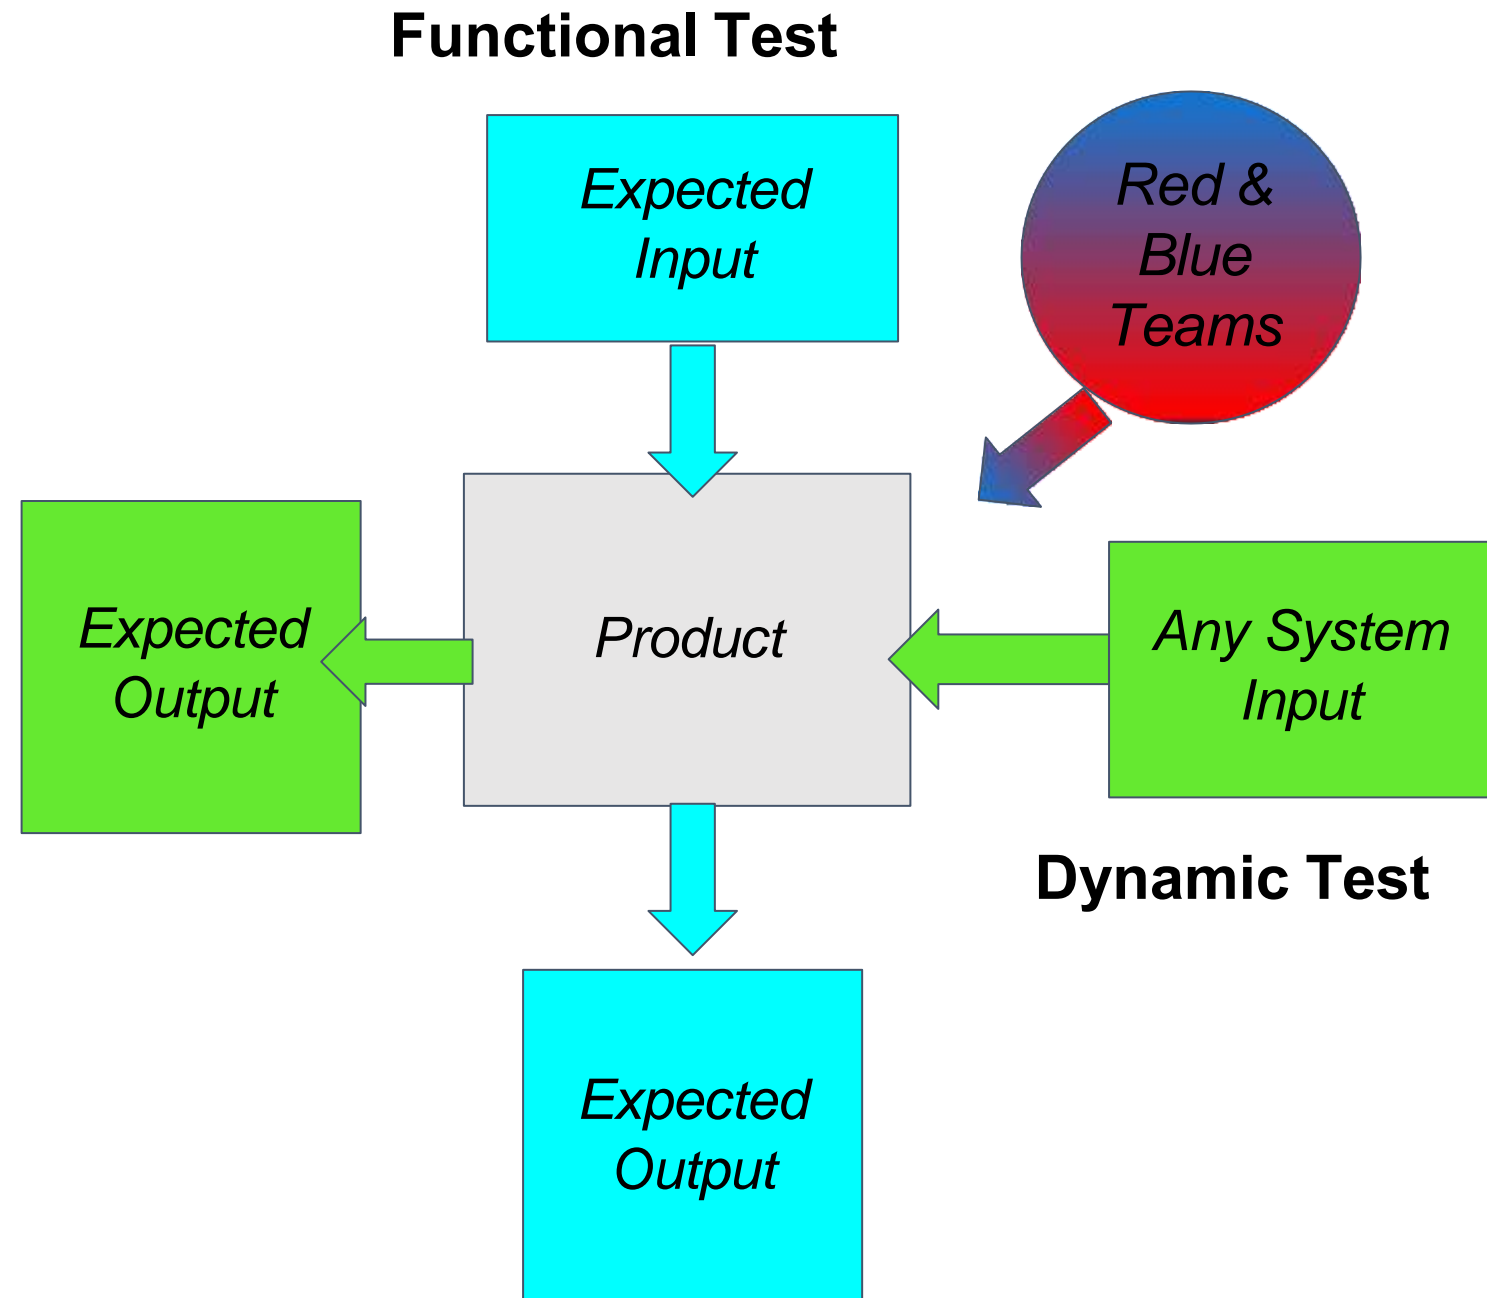 Functional Test
Expected
Input
Red &
Blue
Teams
Expected
Output
Product
Any System
Input
Dynamic Test
Expected
Output